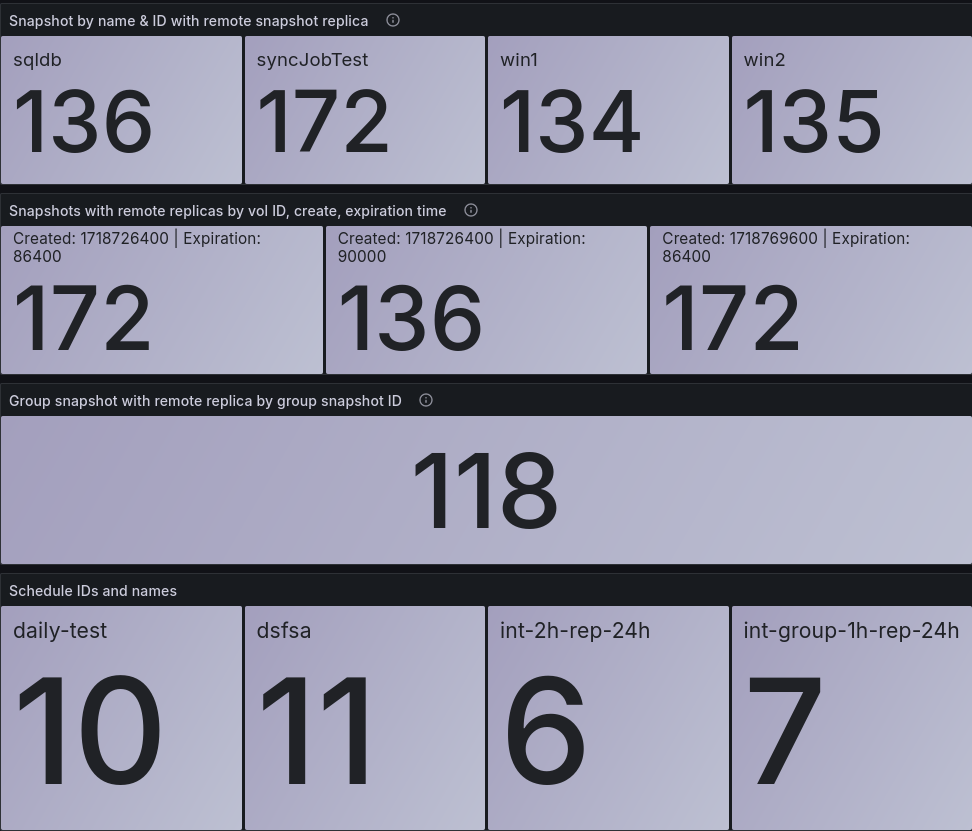 Snapshot by name & ID with remote snapshot replica
sqldb
syncJobTest
win1
win2
136
172
134
135
Snapshots with remote replicas by vol ID, create, expiration time
Created: 1718726400 | Expiration:
86400
Created: 1718726400 | Expiration:
90000
Created: 1718769600 | Expiration:
86400
172
136
172
Group snapshot with remote replica by group snapshot ID
118
Schedule IDs and names
daily-test
dsfsa
int-2h-rep-24h
int-group-1h-rep-24h
10
11
6
7